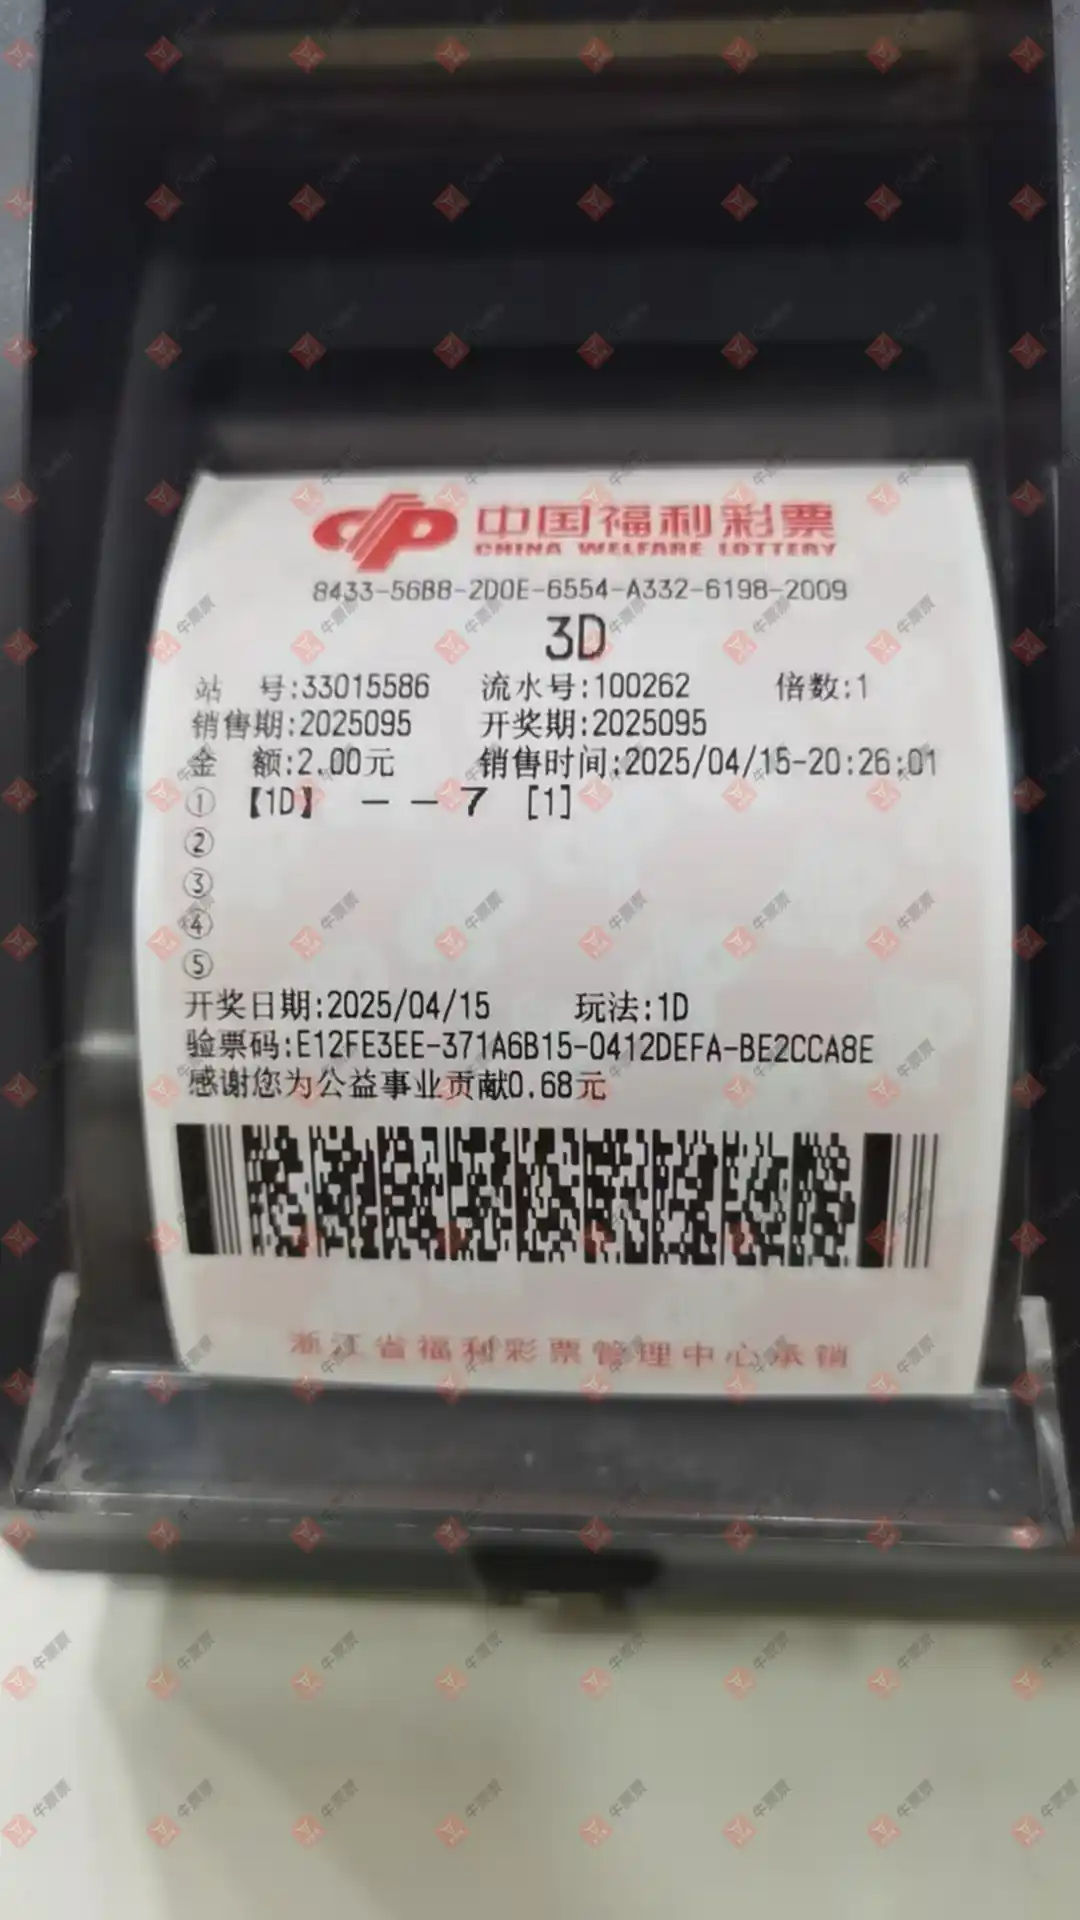 中国福利彩票
CHINA WELFARE LOTTERY
8433-56B8-2D0E-6554-A332-6198-2009
3D
站 号:33015586 流水号:100262 倍数:1
销售期:2025095 开奖期:2025095
金 额:2.00元 销售时间:2025/04/15-20:26:01
① 【1D】 - - 7 [1]
②
③
④
⑤
开奖日期:2025/04/15 玩法:1D
验票码:E12FE3EE-371A6B15-0412DEFA-BE2CCA8E
感谢您为公益事业贡献0.68元
浙江省福利彩票管理中心承销
牛票票